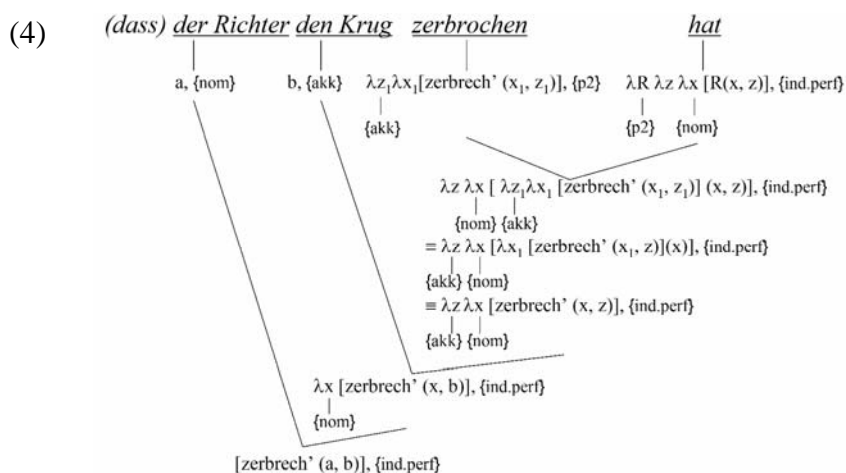 (4)
(dass) der Richter den Krug zerbrochen hat
a, {nom} b, {akk} λz₁λx₁[zerbrech’ (x₁, z₁)], {p2} λR λz λx [R(x, z)], {ind.perf}
{akk} {p2} {nom}
λz λx [ λz₁λx₁ [zerbrech’ (x₁, z₁)] (x, z)], {ind.perf}
{nom} {akk}
≡ λz λx [λx₁ [zerbrech’ (x₁, z)](x)], {ind.perf}
{akk} {nom}
≡ λz λx [zerbrech’ (x, z)], {ind.perf}
{akk} {nom}
λx [zerbrech’ (x, b)], {ind.perf}
{nom}
[zerbrech’ (a, b)], {ind.perf}